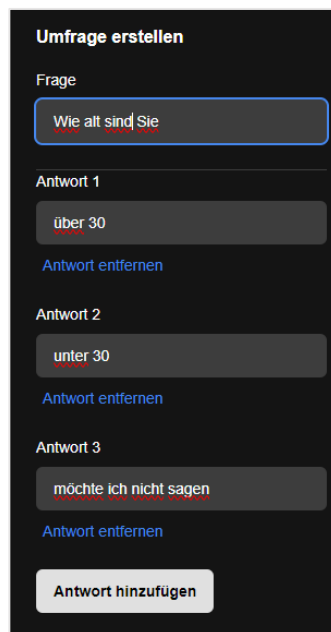 Umfrage erstellen
Frage
Wie alt sind Sie
Antwort 1
über 30
Antwort entfernen
Antwort 2
unter 30
Antwort entfernen
Antwort 3
möchte ich nicht sagen
Antwort entfernen
Antwort hinzufügen